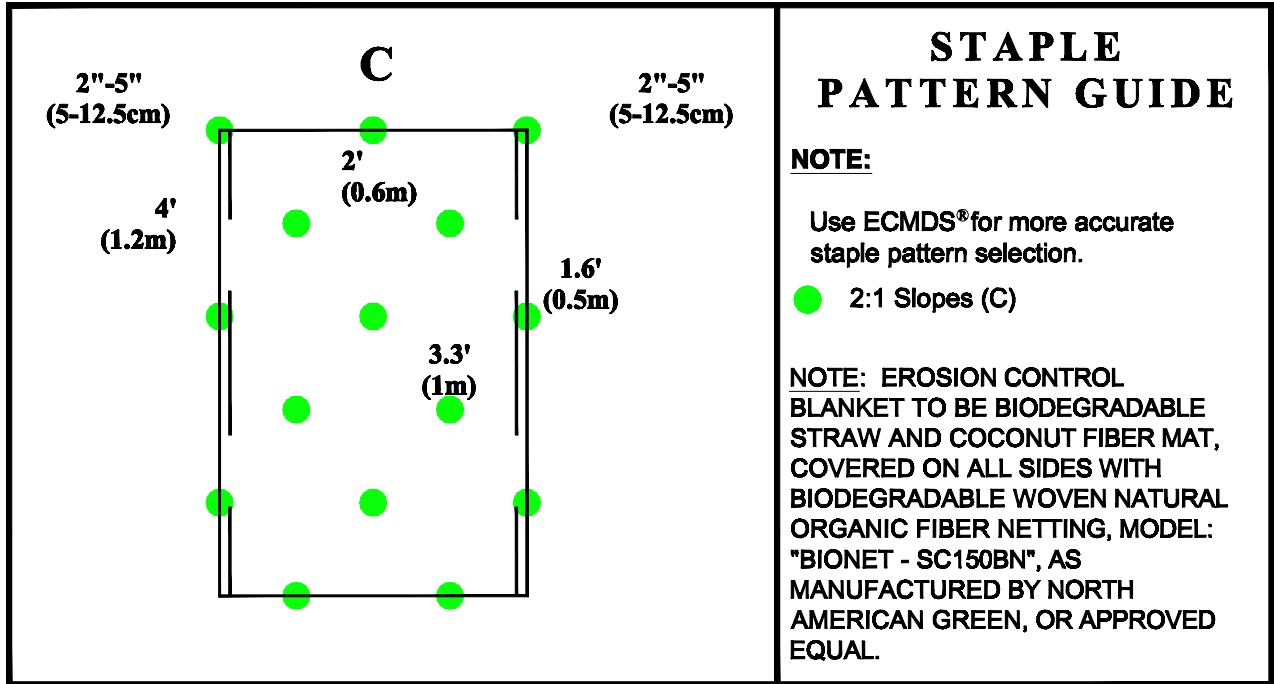 C
2"-5"
(5-12.5cm)
2"-5"
(5-12.5cm)
2'
(0.6m)
4'
(1.2m)
1.6'
(0.5m)
3.3'
(1m)
STAPLE
PATTERN GUIDE
NOTE:
Use ECMDS® for more accurate
staple pattern selection.
2:1 Slopes (C)
NOTE: EROSION CONTROL
BLANKET TO BE BIODEGRADABLE
STRAW AND COCONUT FIBER MAT,
COVERED ON ALL SIDES WITH
BIODEGRADABLE WOVEN NATURAL
ORGANIC FIBER NETTING, MODEL:
"BIONET - SC150BN", AS
MANUFACTURED BY NORTH
AMERICAN GREEN, OR APPROVED
EQUAL.